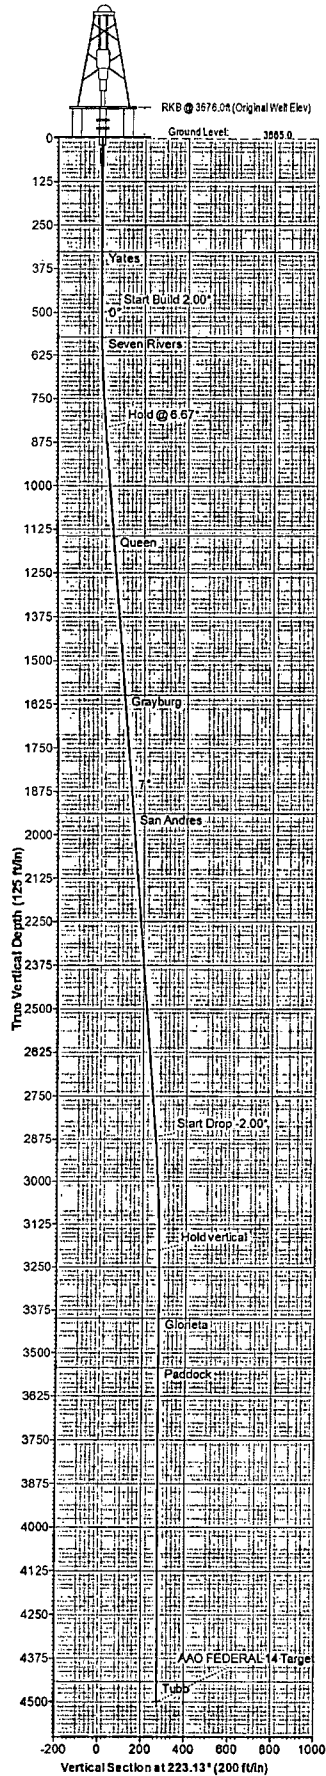 RKB @ 3676.0ft (Original Well Elev)
Ground Level: 3665.0
0
125
250
Yates
375
Start Build 2.00°
500
0°
Seven Rivers
625
750
Hold @ 6.67°
875
1000
1125
Queen
1250
1375
1500
Grayburg
1625
1750
7°
1875
San Andres
2000
2125
2250
2375
2500
2625
2750
Start Drop -2.00°
2875
3000
3125
Hold vertical
3250
3375
Glorieta
3500
Paddock
3625
3750
3875
4000
4125
4250
AAO FEDERAL 14 Target
4375
Tubb
4500
True Vertical Depth (125 ft/in)
-200 0 200 400 600 800 1000
Vertical Section at 223.13° (200 ft/in)